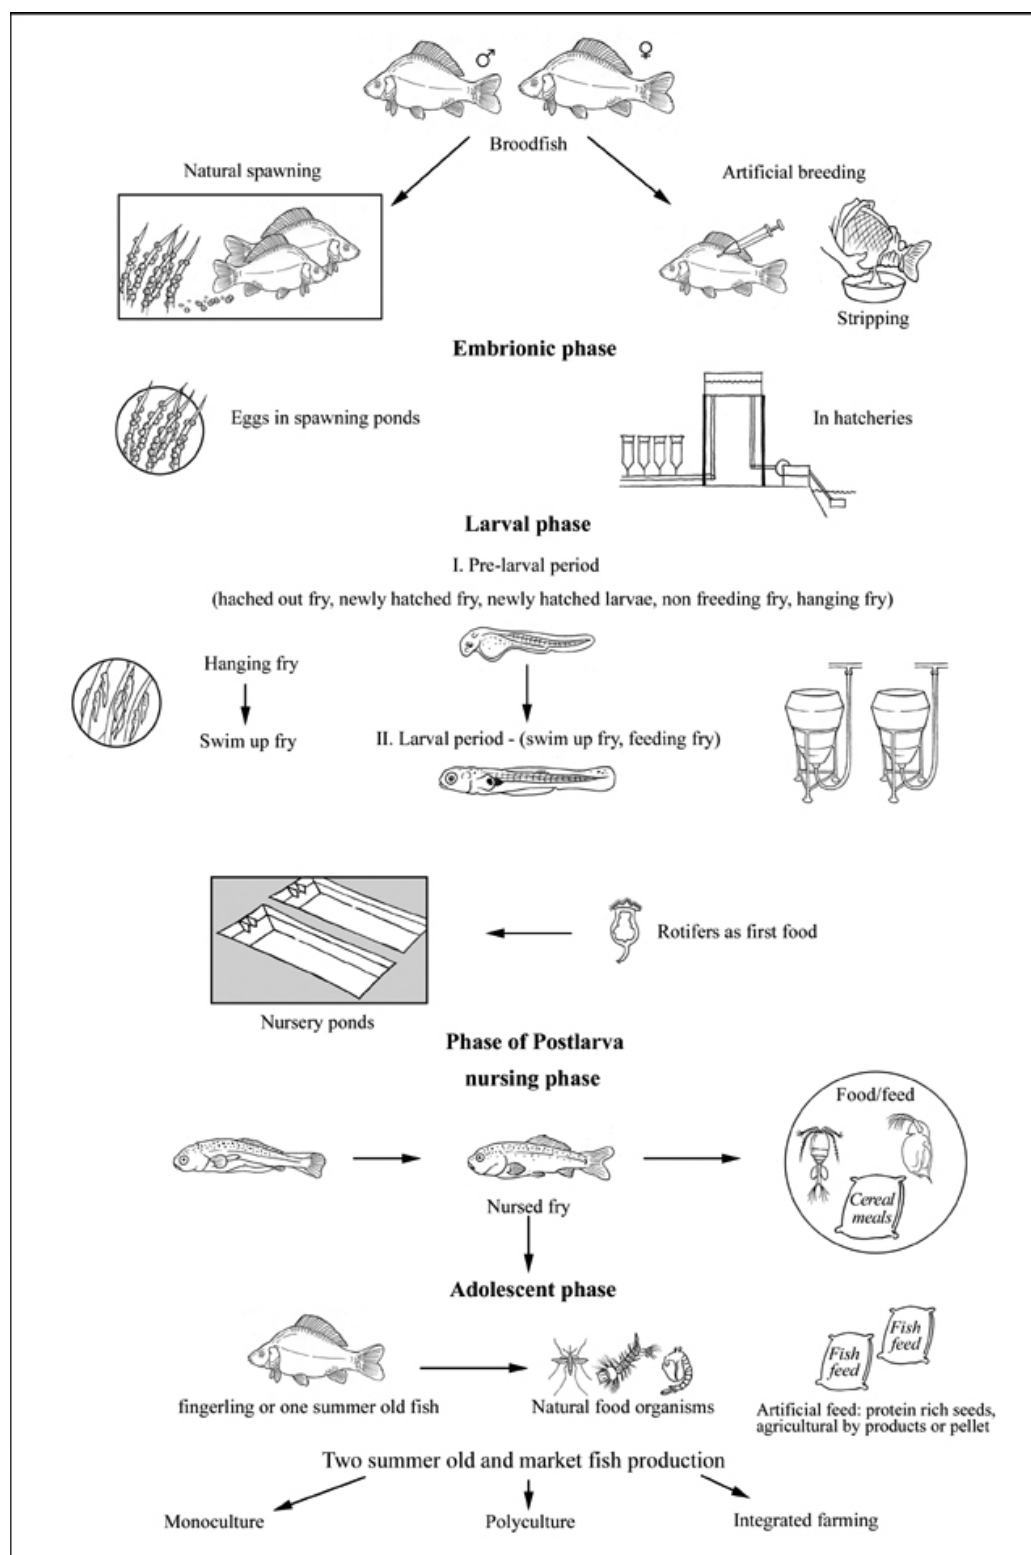 ♂
♀
Broodfish
Natural spawning
Artificial breeding
Stripping
Embrionic phase
Eggs in spawning ponds
In hatcheries
Larval phase
I. Pre-larval period
(hached out fry, newly hatched fry, newly hatched larvae, non freeding fry, hanging fry)
Hanging fry
Swim up fry
II. Larval period - (swim up fry, feeding fry)
Rotifers as first food
Nursery ponds
Phase of Postlarva
nursing phase
Food/feed
Cereal
meals
Nursed fry
Adolescent phase
Fish
feed
Fish
feed
fingerling or one summer old fish
Natural food organisms
Artificial feed: protein rich seeds,
agricultural by products or pellet
Two summer old and market fish production
Monoculture
Polyculture
Integrated farming